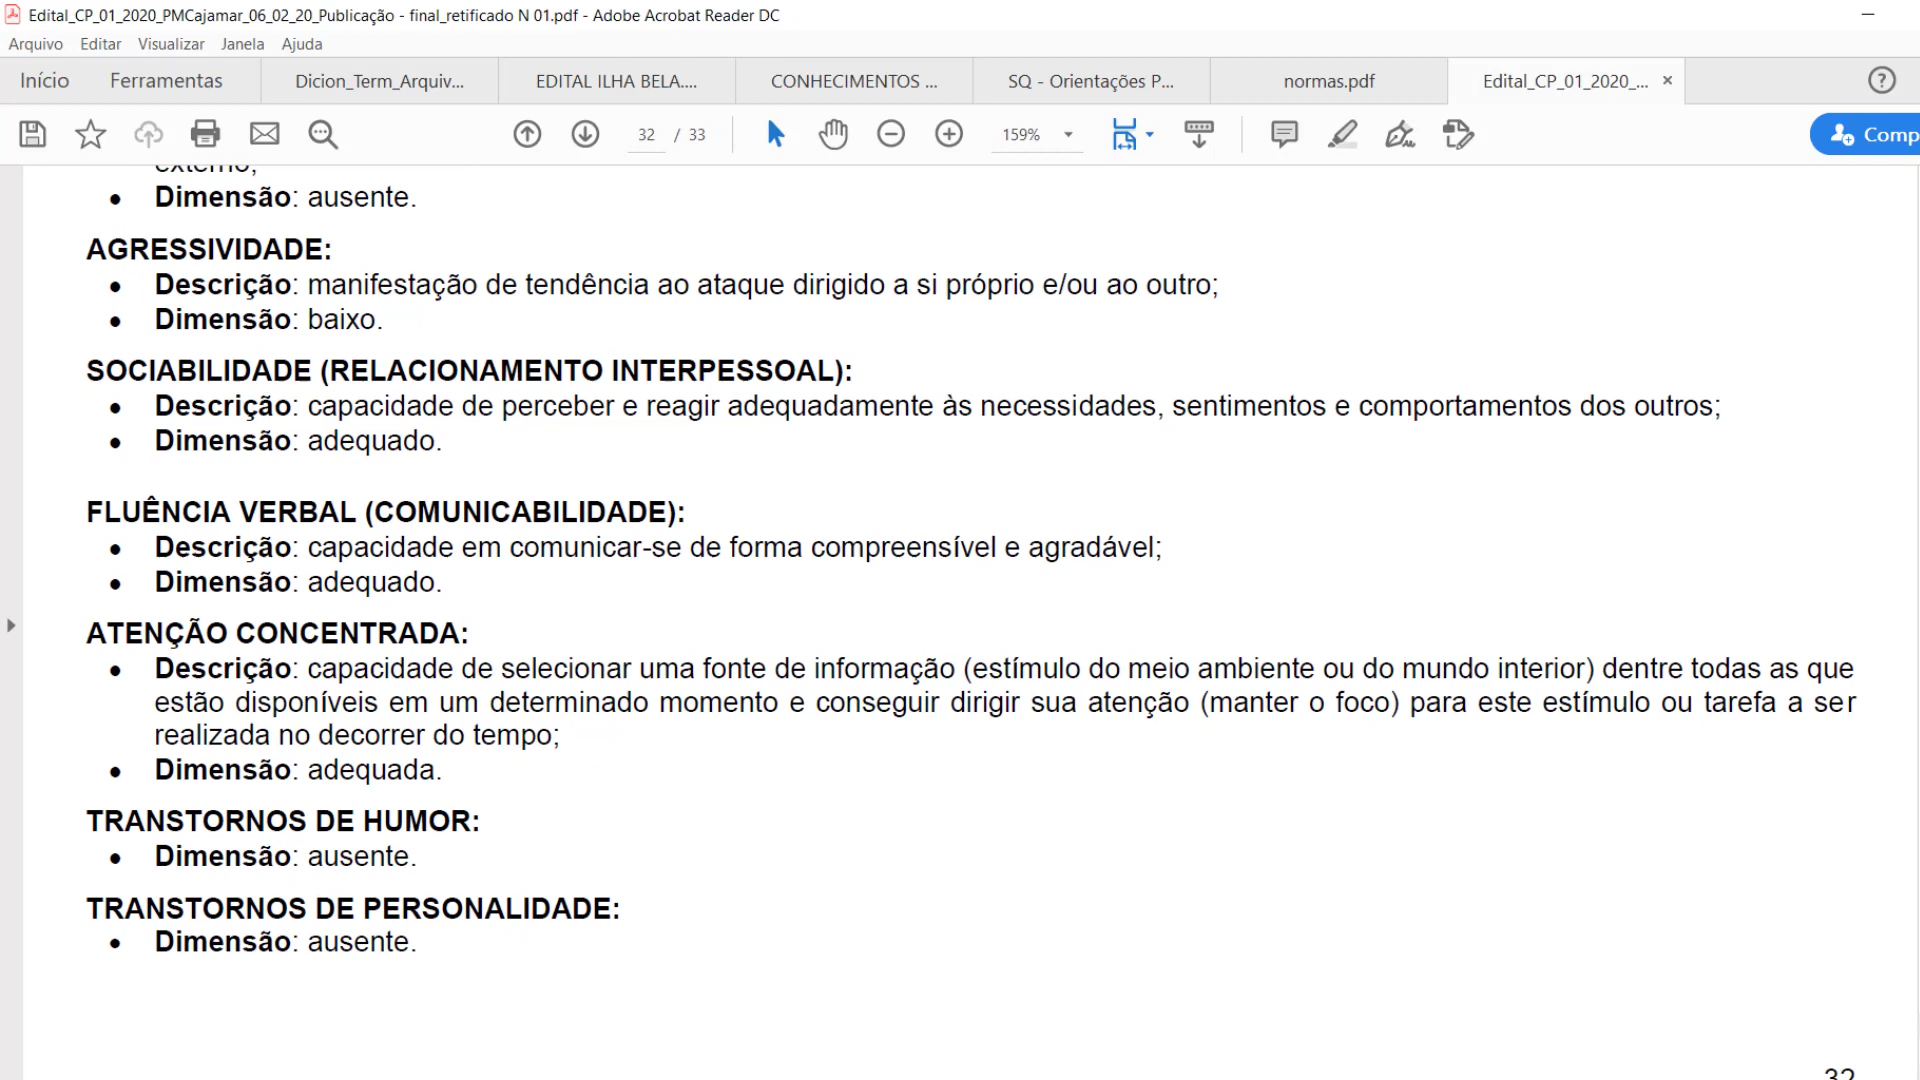 Edital_CP_01_2020_PMCajamar_06_02_20_Publicação - final_retificado N 01.pdf - Adobe Acrobat Reader DC
Arquivo Editar Visualizar Janela Ajuda
Início Ferramentas Dicion_Term_Arquiv... EDITAL ILHA BELA.... CONHECIMENTOS ... SQ - Orientações P... normas.pdf Edital_CP_01_2020_... ×
32 / 33 159% Comp
externo;
• Dimensão: ausente.
AGRESSIVIDADE:
• Descrição: manifestação de tendência ao ataque dirigido a si próprio e/ou ao outro;
• Dimensão: baixo.
SOCIABILIDADE (RELACIONAMENTO INTERPESSOAL):
• Descrição: capacidade de perceber e reagir adequadamente às necessidades, sentimentos e comportamentos dos outros;
• Dimensão: adequado.
FLUÊNCIA VERBAL (COMUNICABILIDADE):
• Descrição: capacidade em comunicar-se de forma compreensível e agradável;
• Dimensão: adequado.
ATENÇÃO CONCENTRADA:
• Descrição: capacidade de selecionar uma fonte de informação (estímulo do meio ambiente ou do mundo interior) dentre todas as que
estão disponíveis em um determinado momento e conseguir dirigir sua atenção (manter o foco) para este estímulo ou tarefa a ser
realizada no decorrer do tempo;
• Dimensão: adequada.
TRANSTORNOS DE HUMOR:
• Dimensão: ausente.
TRANSTORNOS DE PERSONALIDADE:
• Dimensão: ausente.
32